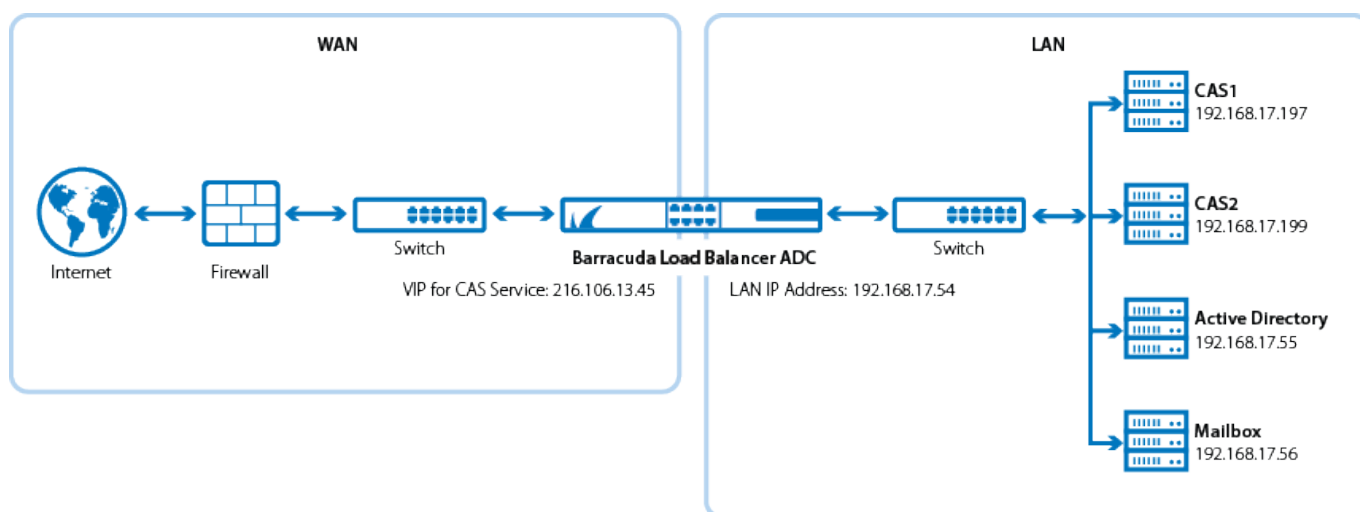 WAN
LAN
CAS1
192.168.17.197
CAS2
192.168.17.199
Internet
Firewall
Switch
Barracuda Load Balancer ADC
Switch
VIP for CAS Service: 216.106.13.45
LAN IP Address: 192.168.17.54
Active Directory
192.168.17.55
Mailbox
192.168.17.56